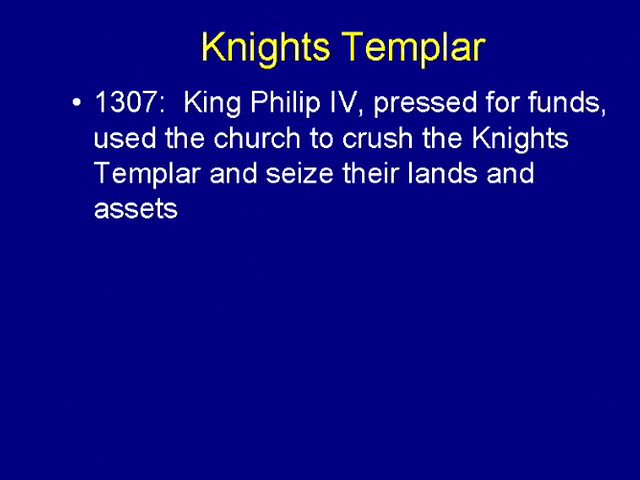 Knights Templar
• 1307:  King Philip IV, pressed for funds,
used the church to crush the Knights
Templar and seize their lands and
assets